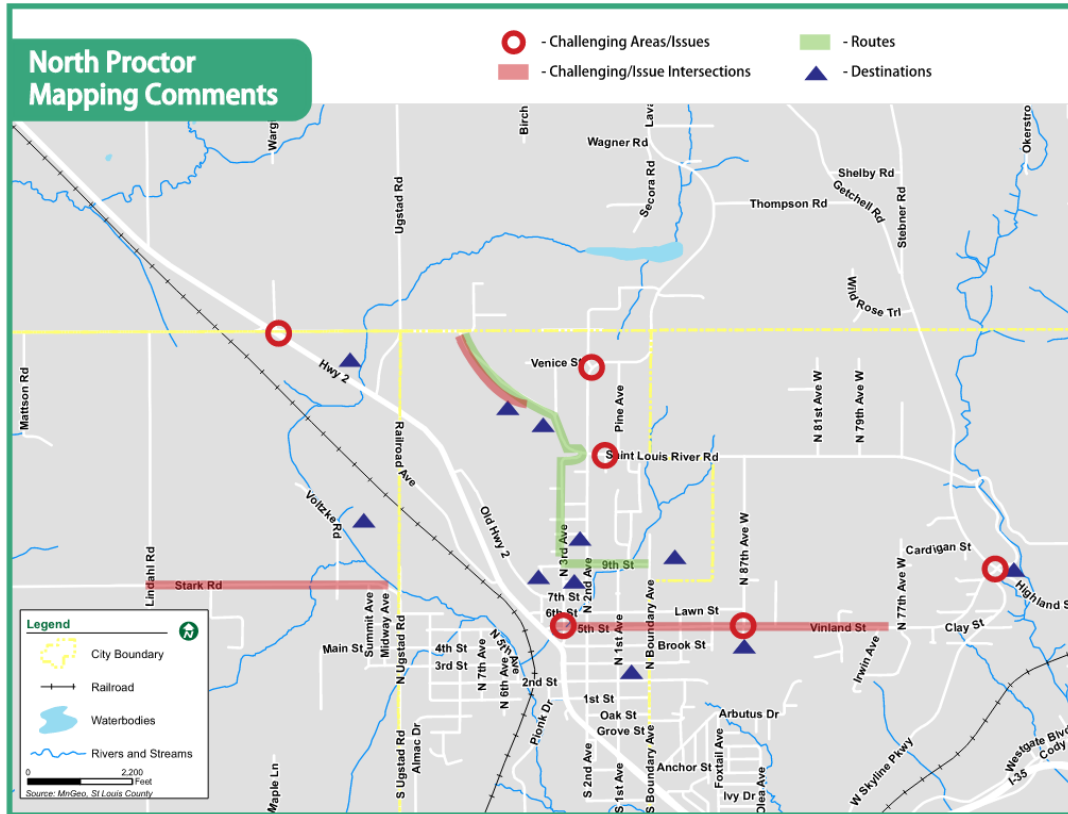 North Proctor
Mapping Comments
- Challenging Areas/Issues
- Routes
- Challenging/Issue Intersections
- Destinations
Birch
Wagner Rd
Okerstro
Shelby Rd
Getchell Rd
Ugstad Rd
Secora Rd
Thompson Rd
Stebner Rd
Wild Rose Trl
Venice St
Hwy 2
Mattson Rd
Pine Ave
N 81st Ave W
N 79th Ave W
Railroad Ave
Saint Louis River Rd
Voltzke Rd
Old Hwy 2
N 3rd Ave
N 87th Ave W
Cardigan St
Lindahl Rd
Stark Rd
9th St
N 2nd Ave
7th St
N 77th Ave W
Highland S
6th St
Lawn St
5th St
Vinland St
Clay St
Summit Ave
Midway Ave
N Ugstad Rd
Main St
4th St
3rd St
N 7th Ave
N 6th Ave
N 5th Ave
N 1st Ave
N Boundary Ave
Brook St
Irwin Ave
2nd St
1st St
Pionk Dr
Oak St
Grove St
Arbutus Dr
Almac Dr
S Ugstad Rd
Maple Ln
S 2nd Ave
S 1st Ave
S Boundary Ave
Anchor St
Foxtail Ave
Ivy Dr
Olea Ave
W Skyline Pkwy
Westgate Blv
Cody
I-35
Legend
N
City Boundary
Railroad
Waterbodies
Rivers and Streams
0 2,200
Feet
Source: MnGeo, St Louis County